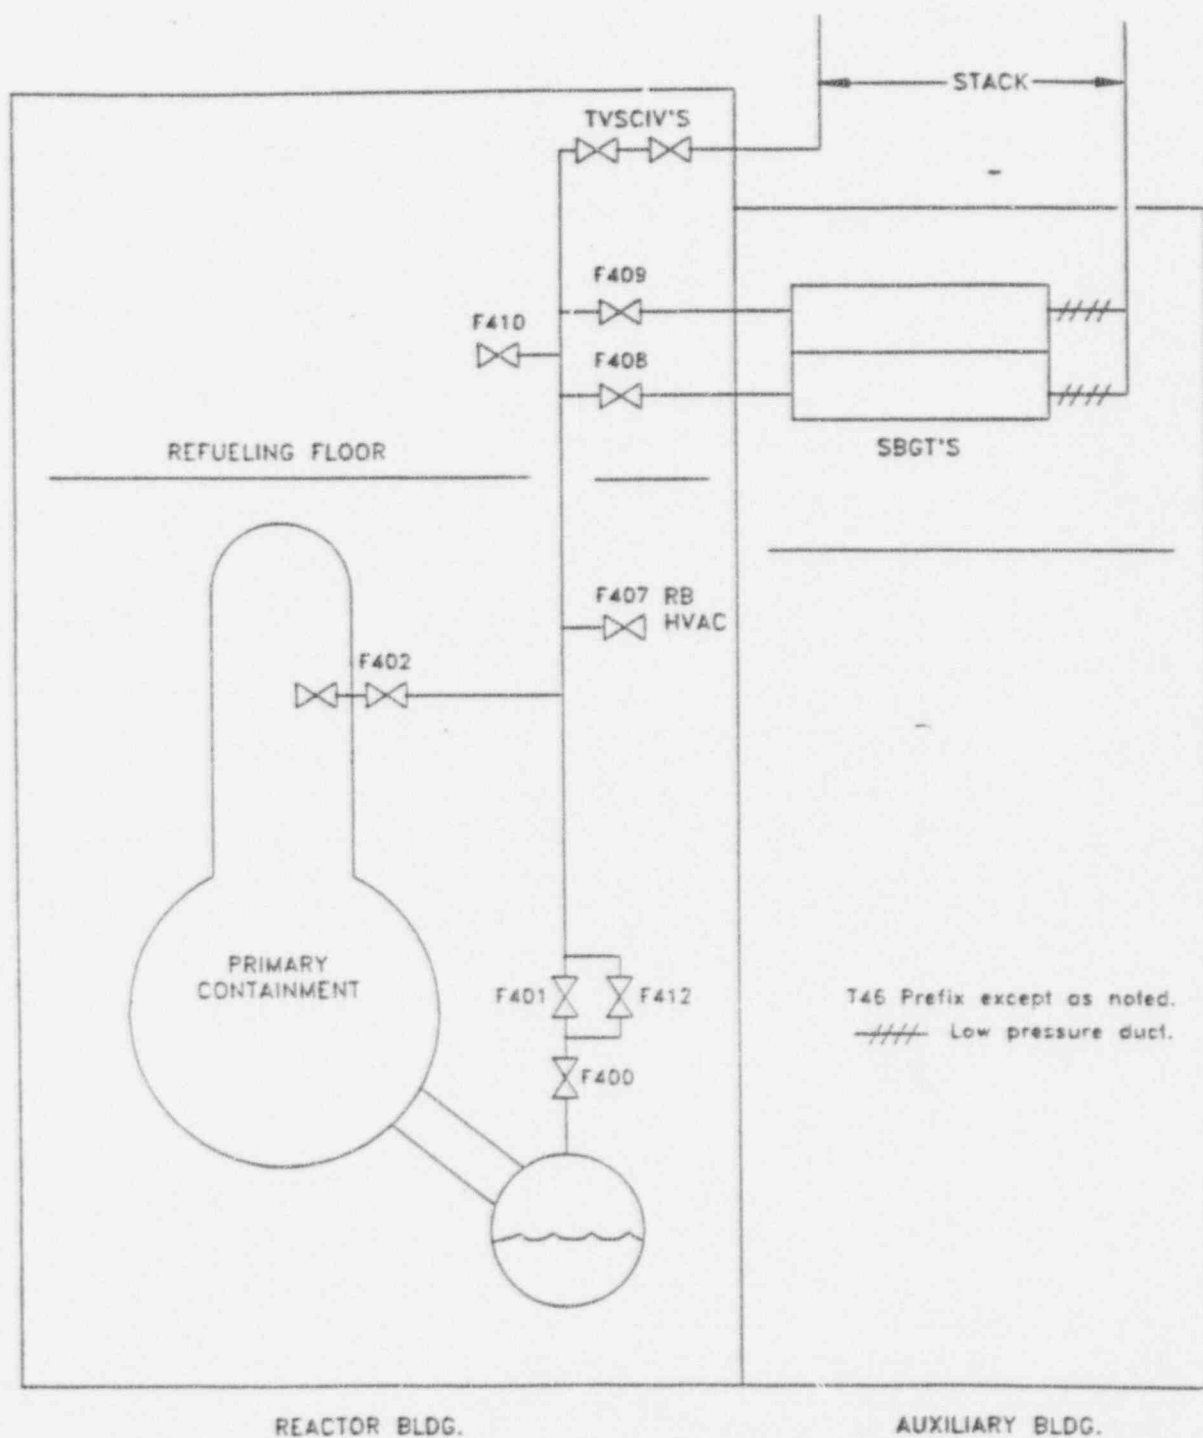 STACK
TVSCIV'S
F409
F410
F408
REFUELING FLOOR
SBGT'S
F407 RB
HVAC
F402
PRIMARY
CONTAINMENT
F401
F412
T46 Prefix except as noted.
Low pressure duct.
F400
REACTOR BLDG.
AUXILIARY BLDG.